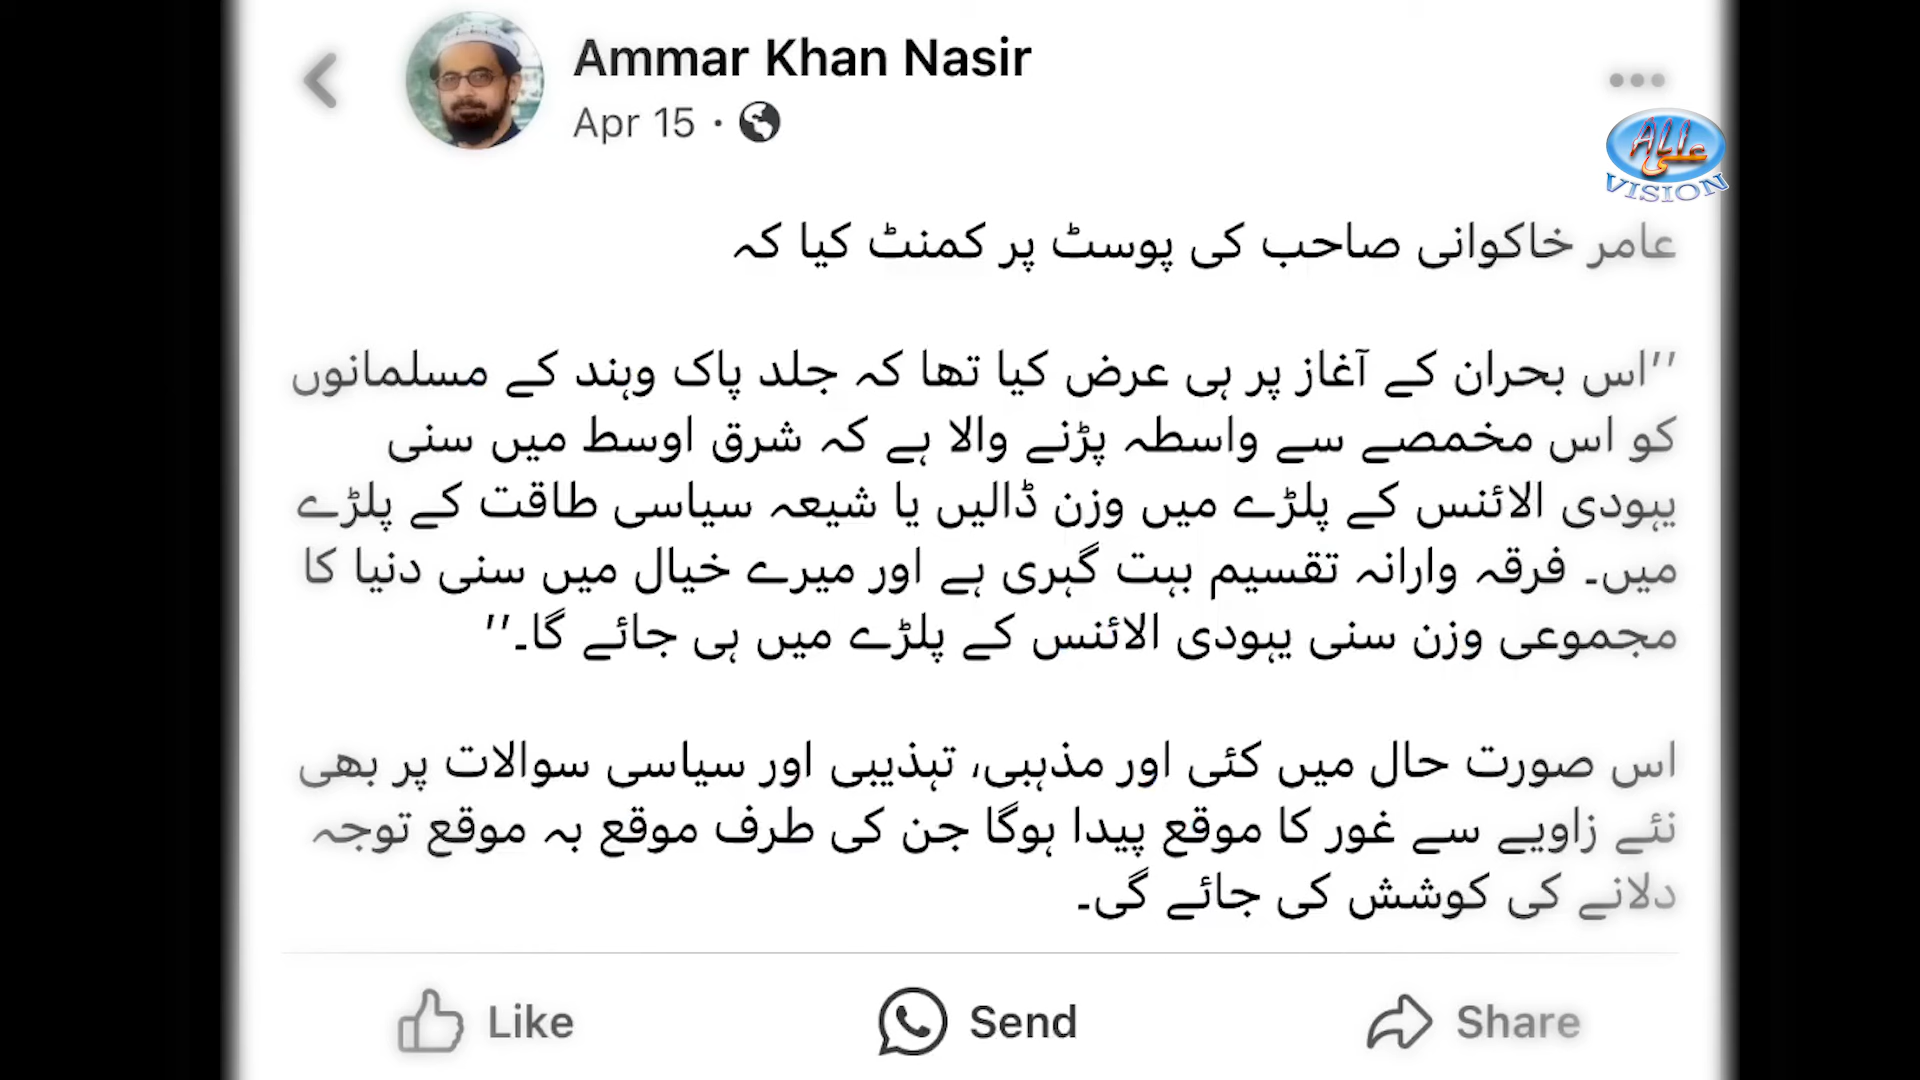 Ammar Khan Nasir
Apr 15 ·
ALI علی
VISION
عامر خاکوانی صاحب کی پوسٹ پر کمنٹ کیا کہ
’’اس بحران کے آغاز پر ہی عرض کیا تھا کہ جلد پاک وہند کے مسلمانوں
کو اس مخمصے سے واسطہ پڑنے والا ہے کہ شرق اوسط میں سنی
یہودی الائنس کے پلڑے میں وزن ڈالیں یا شیعہ سیاسی طاقت کے پلڑے
میں۔ فرقہ وارانہ تقسیم بہت گہری ہے اور میرے خیال میں سنی دنیا کا
مجموعی وزن سنی یہودی الائنس کے پلڑے میں ہی جائے گا۔’’
اس صورت حال میں کئی اور مذہبی، تہذیبی اور سیاسی سوالات پر بھی
نئے زاویے سے غور کا موقع پیدا ہوگا جن کی طرف موقع بہ موقع توجہ
دلانے کی کوشش کی جائے گی۔
Like Send Share